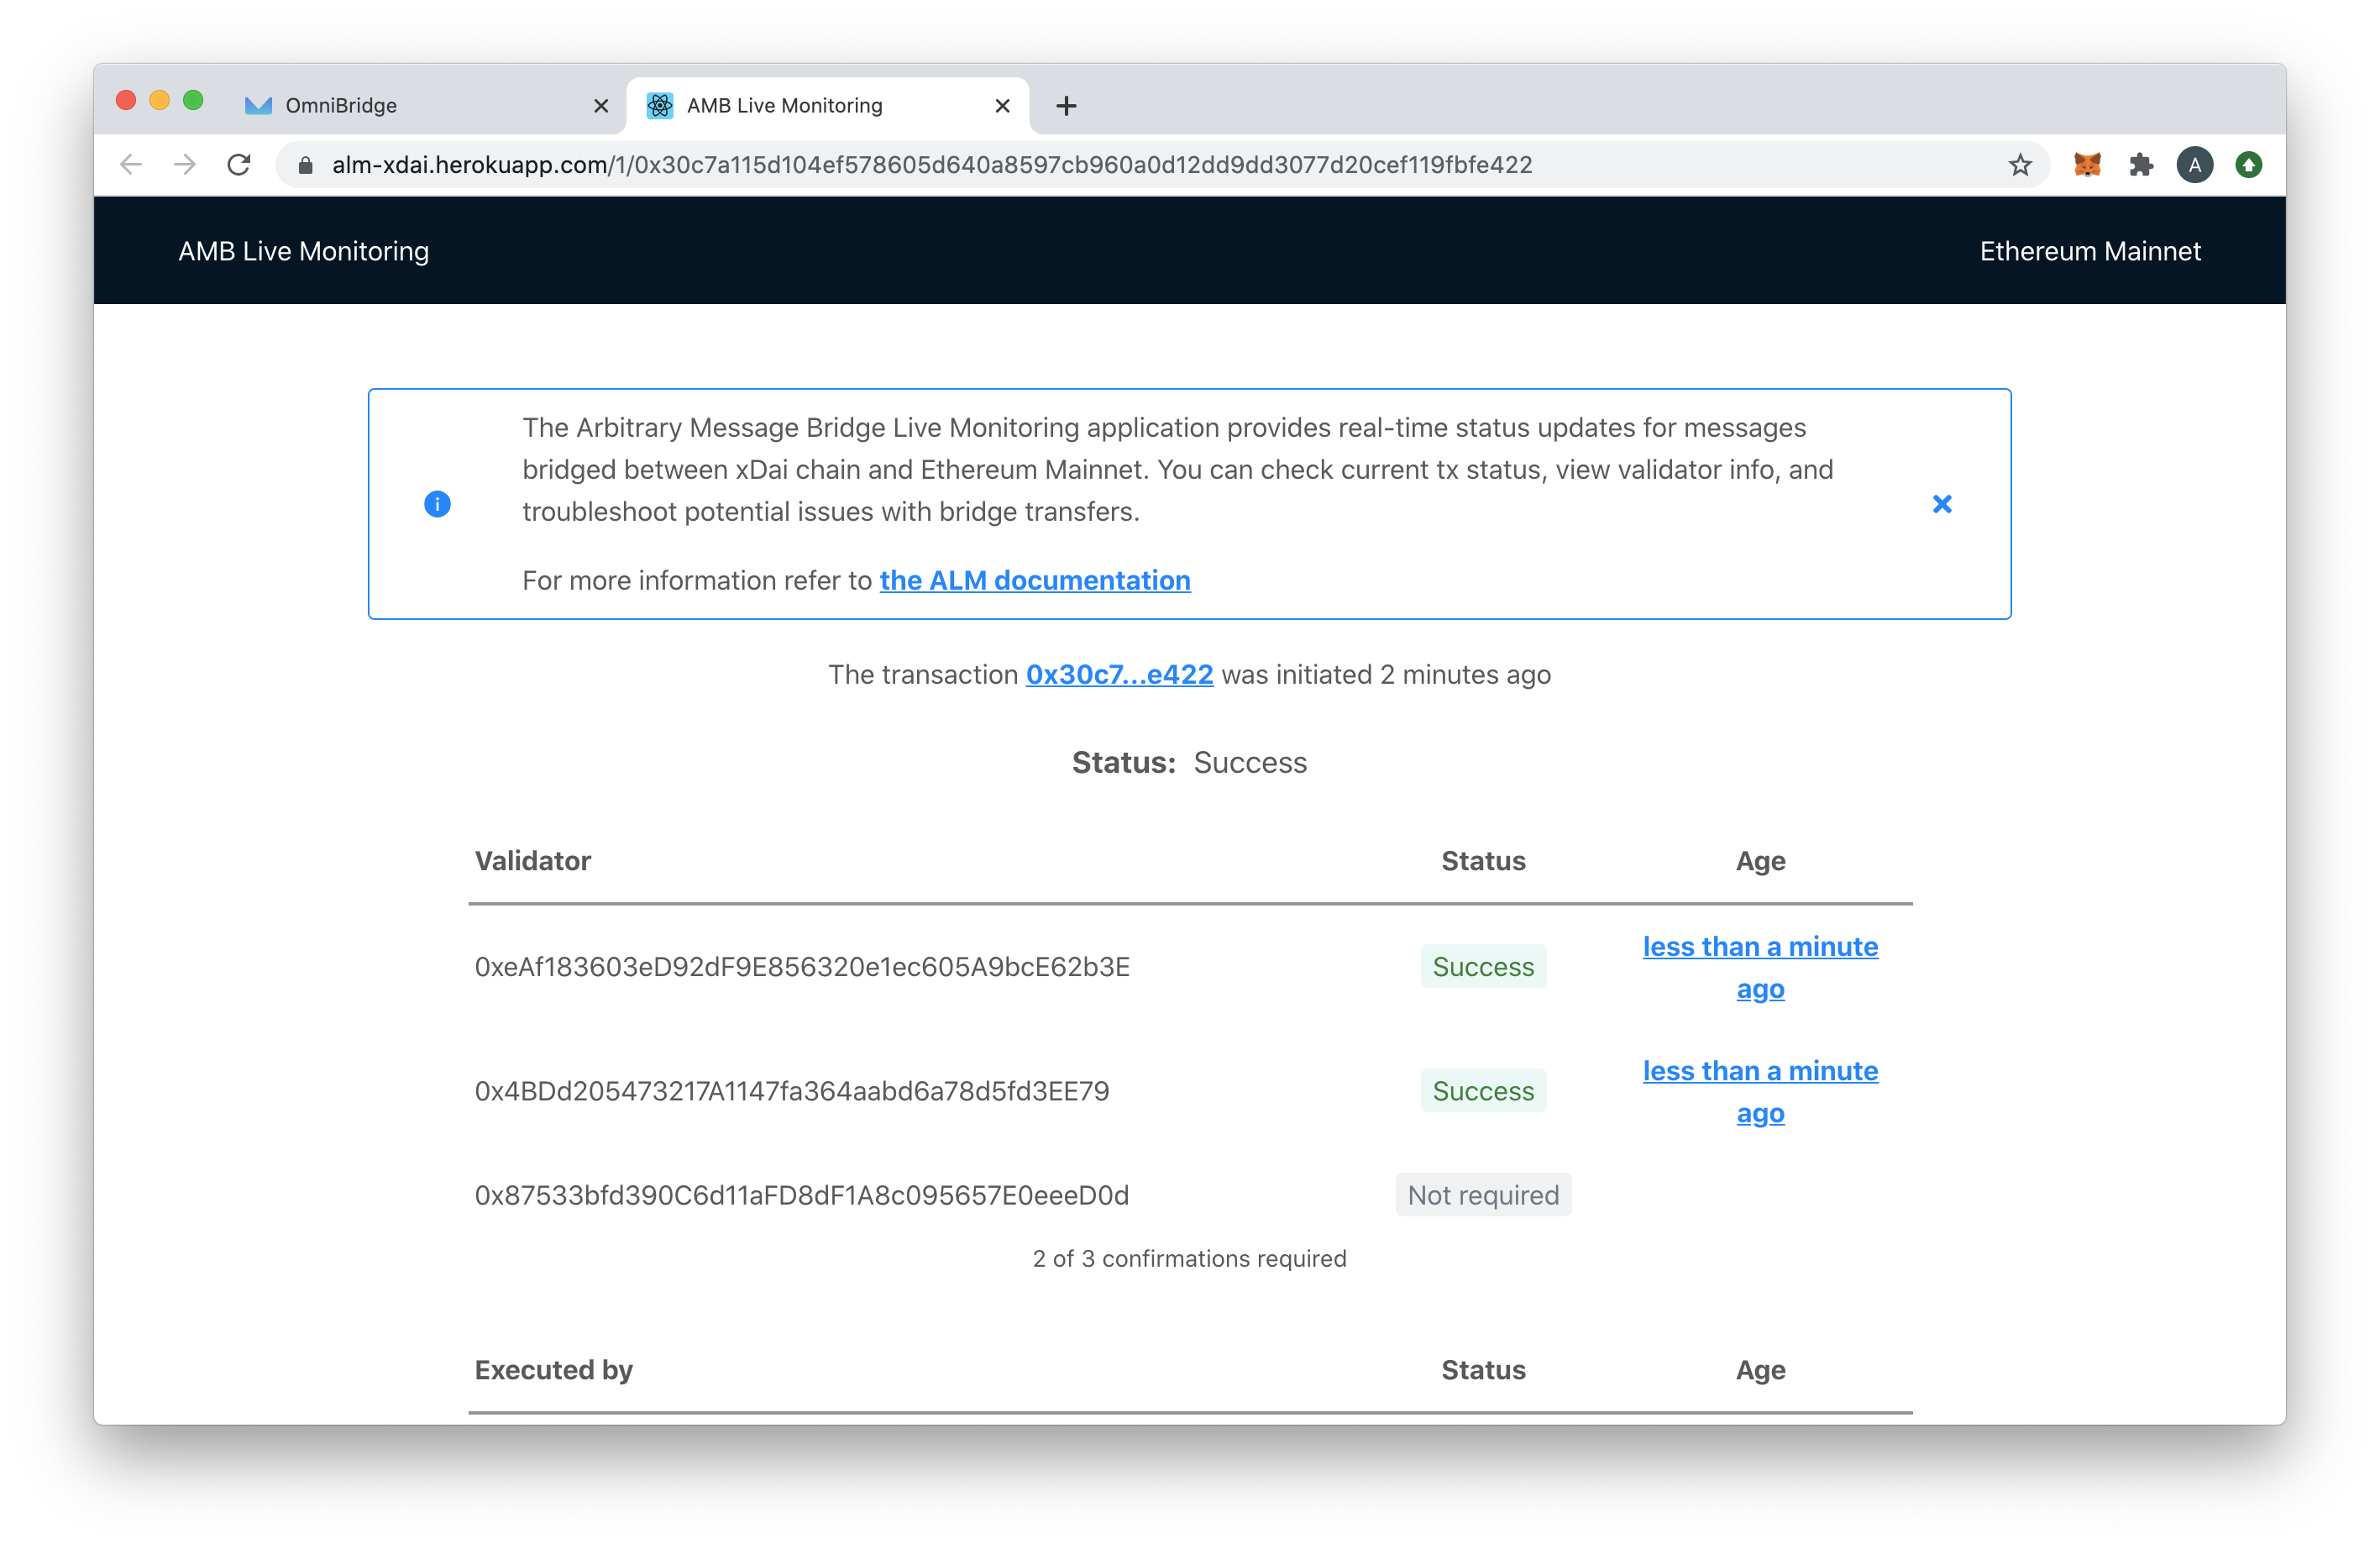 OmniBridge
AMB Live Monitoring
alm-xdai.herokuapp.com/1/0x30c7a115d104ef578605d640a8597cb960a0d12dd9dd3077d20cef119fbfe422
A
AMB Live Monitoring
Ethereum Mainnet
The Arbitrary Message Bridge Live Monitoring application provides real-time status updates for messages
bridged between xDai chain and Ethereum Mainnet. You can check current tx status, view validator info, and
troubleshoot potential issues with bridge transfers.
For more information refer to the ALM documentation
The transaction 0x30c7...e422 was initiated 2 minutes ago
Status: Success
Validator Status Age
0xeAf183603eD92dF9E856320e1ec605A9bcE62b3E Success less than a minute
ago
0x4BDd205473217A1147fa364aabd6a78d5fd3EE79 Success less than a minute
ago
0x87533bfd390C6d11aFD8dF1A8c095657E0eeeD0d Not required
2 of 3 confirmations required
Executed by Status Age